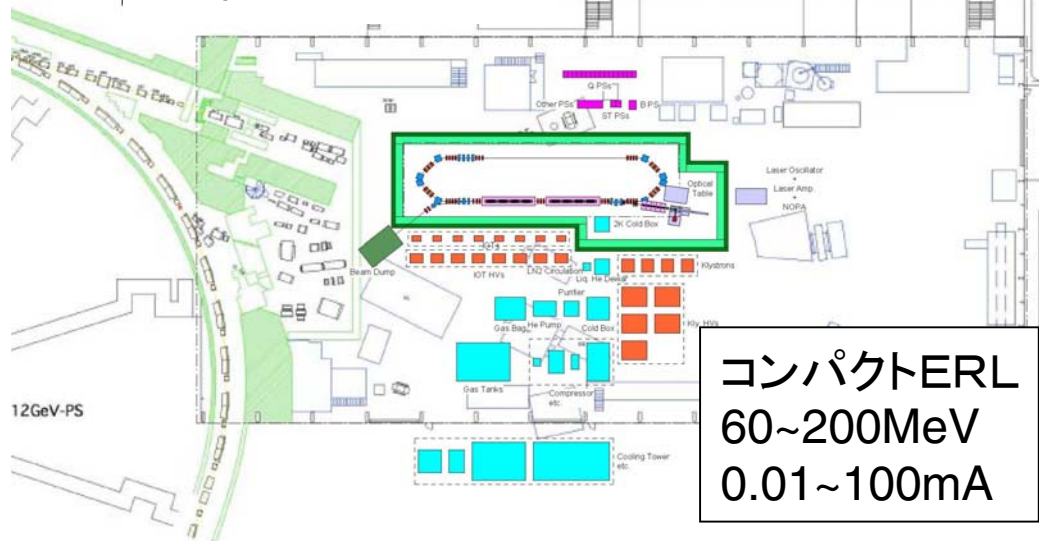 Q PSs
Other PSs
ST PSs
B PS
Laser Oscillator
+
Laser Amp.
+
NOPA
Optical
Table
2K Cold Box
Beam Dump
IOT HVs
LN2 Circulation
Liq. He Dewar
Klystrons
Purifier
Gas Bag
He Pump
Cold Box
Kly. HVs
Gas Tanks
Compressor
etc.
12GeV-PS
Cooling Tower
etc.
コンパクトERL
60~200MeV
0.01~100mA